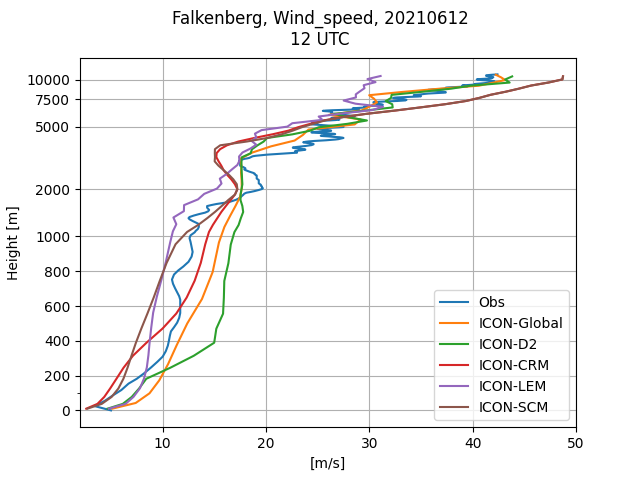 Falkenberg, Wind_speed, 20210612
12 UTC
Height [m]
10000
7500
5000
2000
1000
800
600
400
200
0
Obs
ICON-Global
ICON-D2
ICON-CRM
ICON-LEM
ICON-SCM
10 20 30 40 50
[m/s]